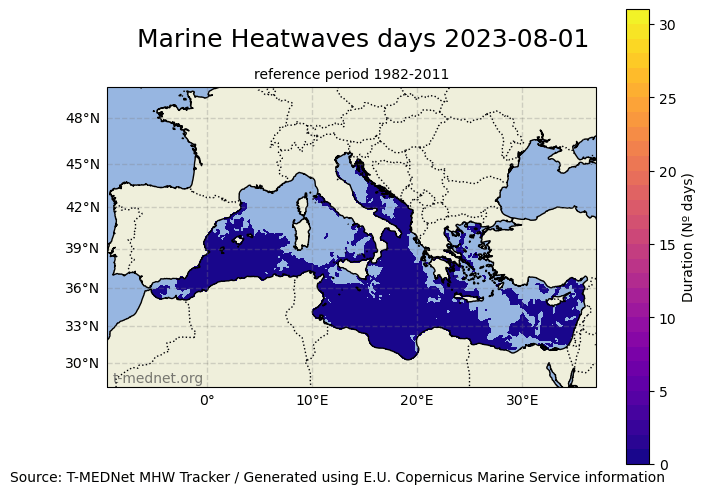 Marine Heatwaves days 2023-08-01
reference period 1982-2011
48°N
45°N
42°N
39°N
36°N
33°N
30°N
t-mednet.org
0°
10°E
20°E
30°E
30
25
20
15
10
5
0
Duration (Nº days)
Source: T-MEDNet MHW Tracker / Generated using E.U. Copernicus Marine Service information